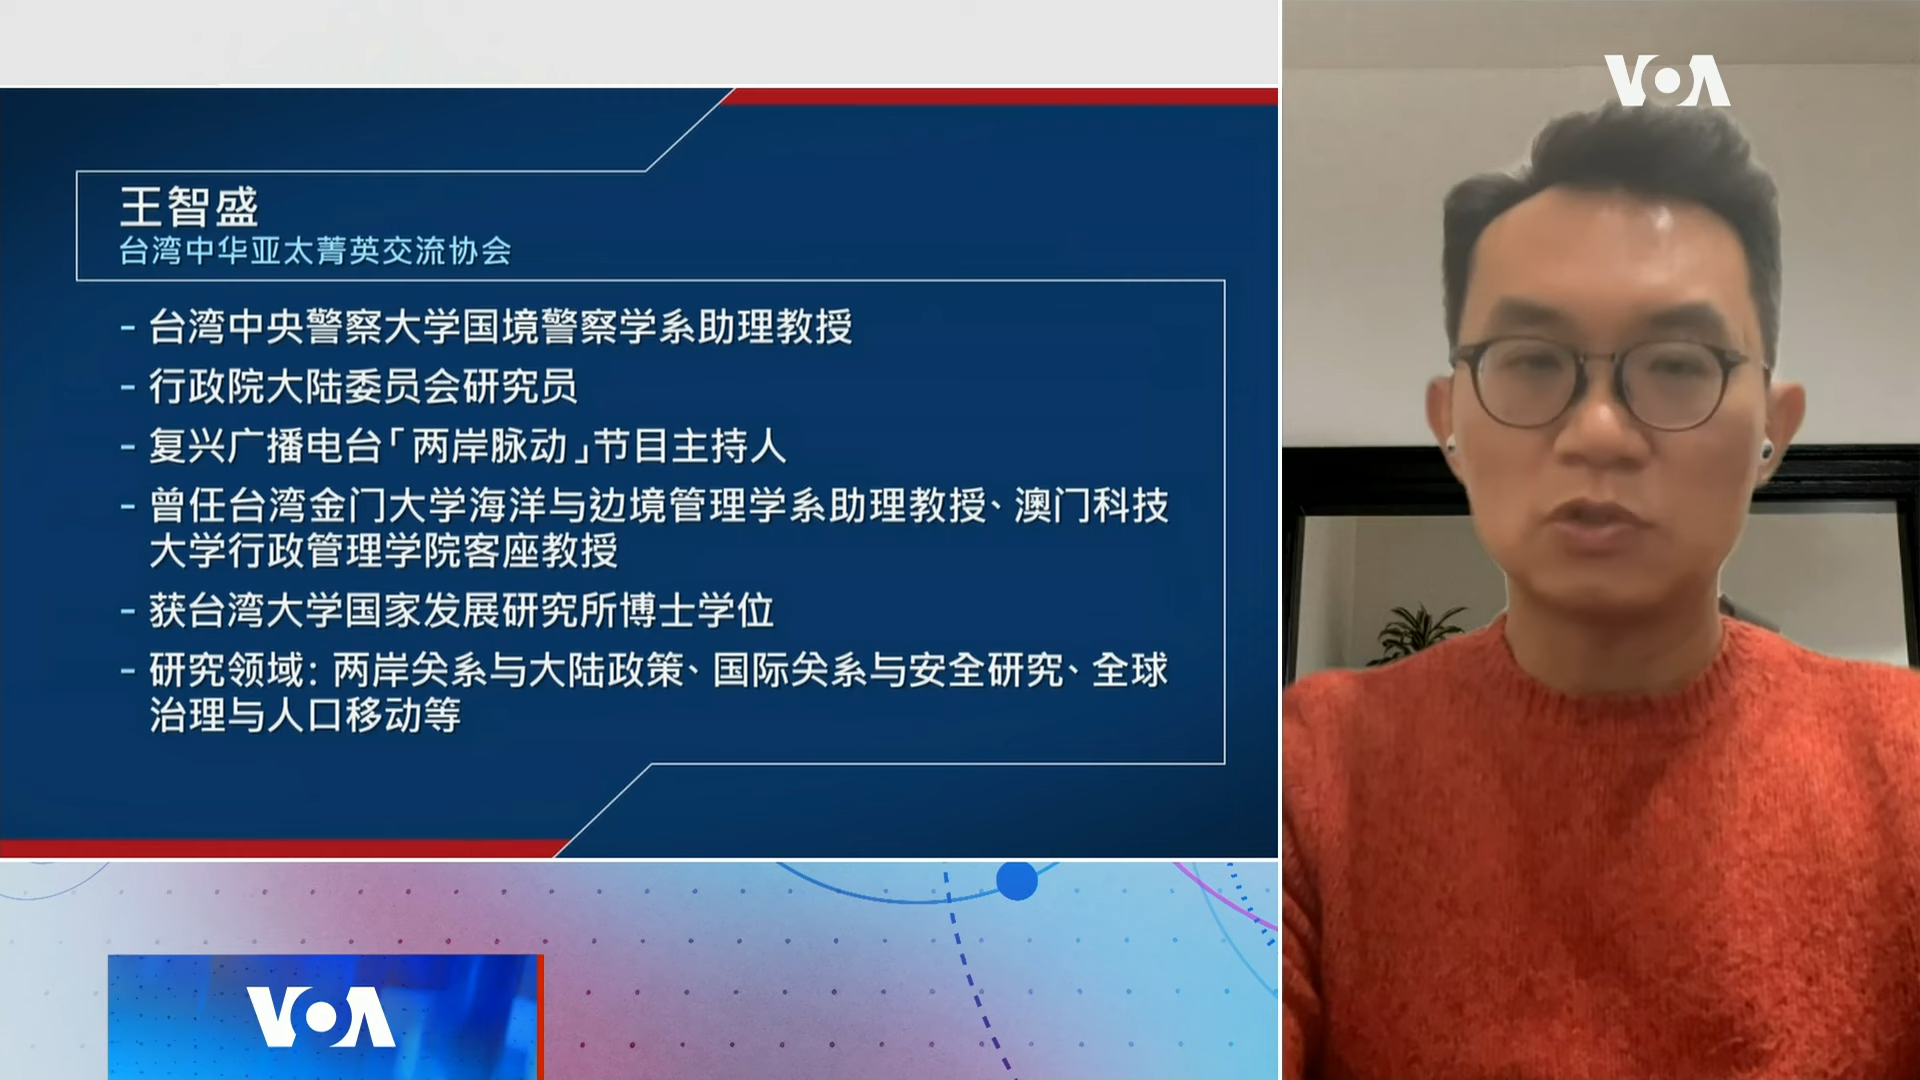 王智盛
台湾中华亚太菁英交流协会
- 台湾中央警察大学国境警察学系助理教授
- 行政院大陆委员会研究员
- 复兴广播电台「两岸脉动」节目主持人
- 曾任台湾金门大学海洋与边境管理学系助理教授、澳门科技
大学行政管理学院客座教授
- 获台湾大学国家发展研究所博士学位
- 研究领域: 两岸关系与大陆政策、国际关系与安全研究、全球
治理与人口移动等
VOA
VOA